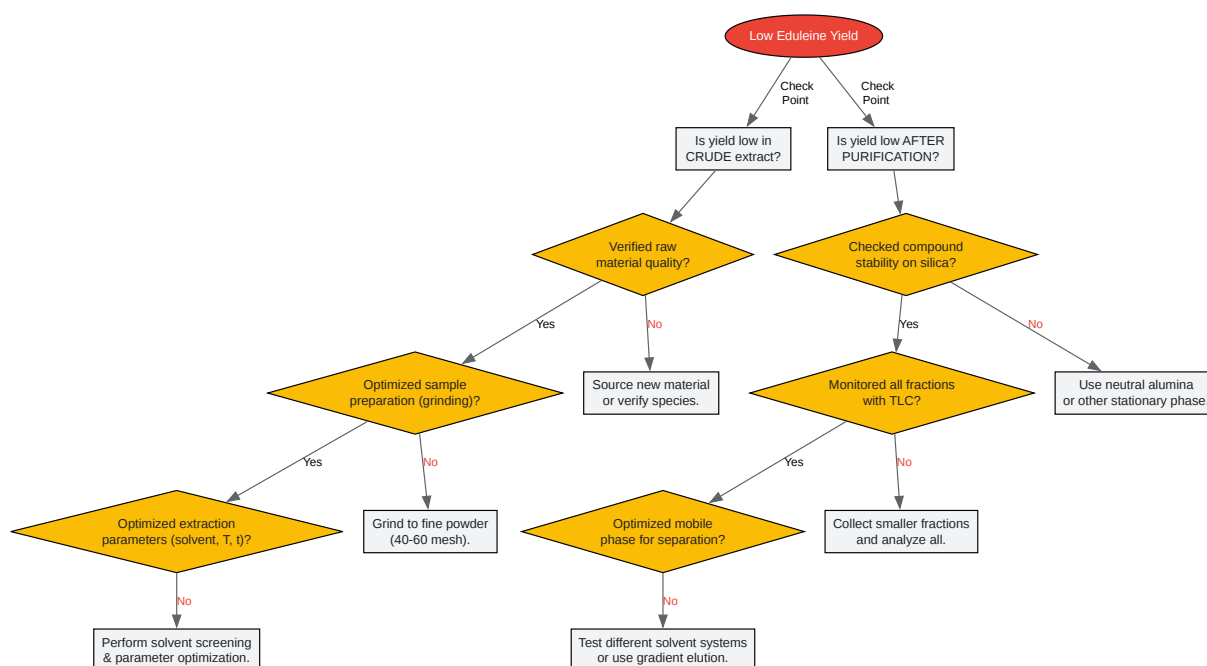 Low Eduleine Yield
Check
Point
Check
Point
Is yield low in
CRUDE extract?
Is yield low AFTER
PURIFICATION?
Verified raw
material quality?
Checked compound
stability on silica?
Yes
No
Yes
No
Optimized sample
preparation (grinding)?
Source new material
or verify species.
Monitored all fractions
with TLC?
Use neutral alumina
or other stationary phase.
Yes
No
Yes
No
Optimized extraction
parameters (solvent, T, t)?
Grind to fine powder
(40-60 mesh).
Optimized mobile
phase for separation?
Collect smaller fractions
and analyze all.
No
No
Perform solvent screening
& parameter optimization.
Test different solvent systems
or use gradient elution.